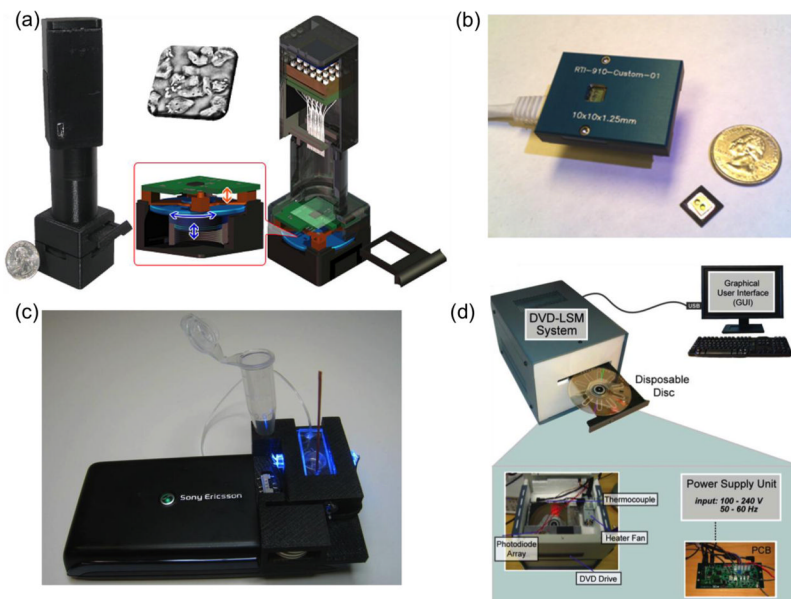 (a)
(b)
RTI-910-Custom-01
10x10x1.25mm
(c)
Sony Ericsson
(d)
Graphical
User Interface
(GUI)
USB
DVD-LSM
System
Disposable
Disc
Thermocouple
Photodiode
Array
Heater Fan
DVD Drive
Power Supply Unit
input: 100 - 240 V
50 - 60 Hz
PCB